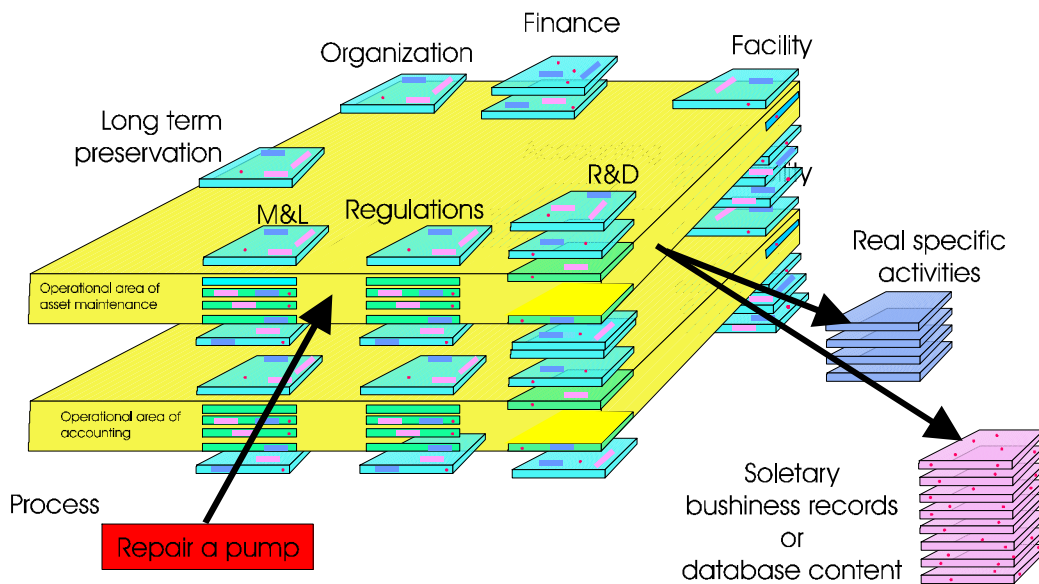 Finance
Organization
Facility
Long term
preservation
Accounting
R&D
M&L
Regulations
Real specific
activities
Operational area of
asset maintenance
Operational area of
accounting
Process
Repair a pump
Soletary
bushiness records
or
database content